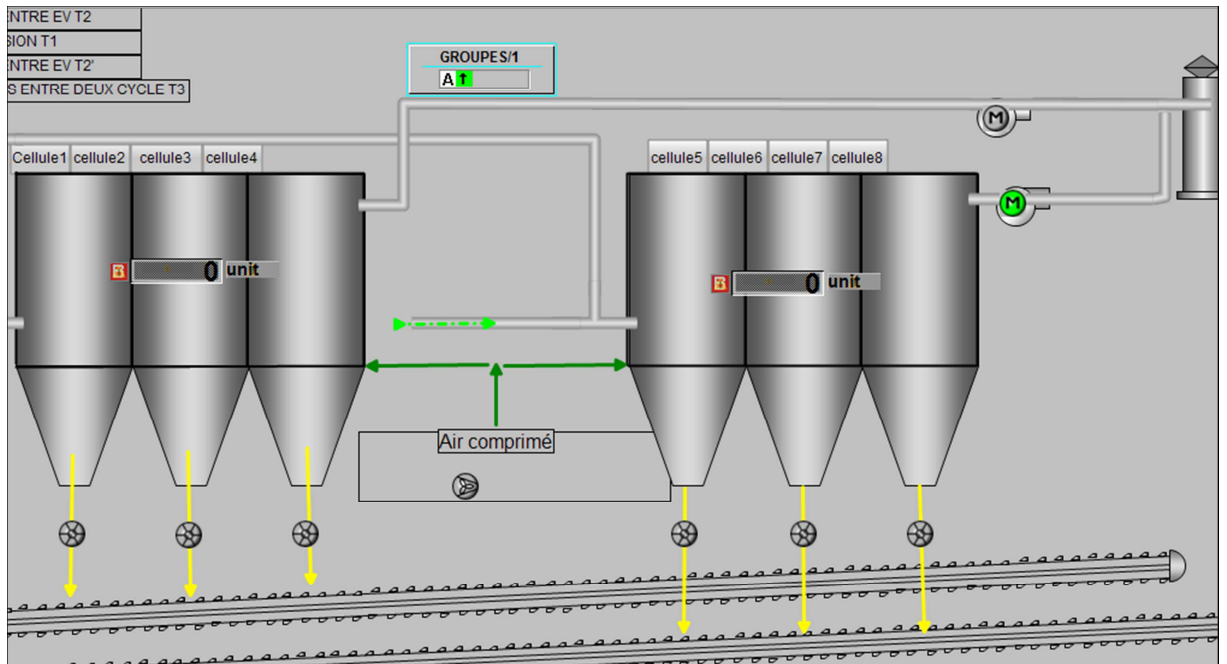 ENTRE EV T2
SION T1
ENTRE EV T2'
S ENTRE DEUX CYCLE T3
GROUPES/1
A
M
Cellule1 cellule2 cellule3 cellule4
cellule5 cellule6 cellule7 cellule8
M
B 0 unit
B 0 unit
Air comprimé